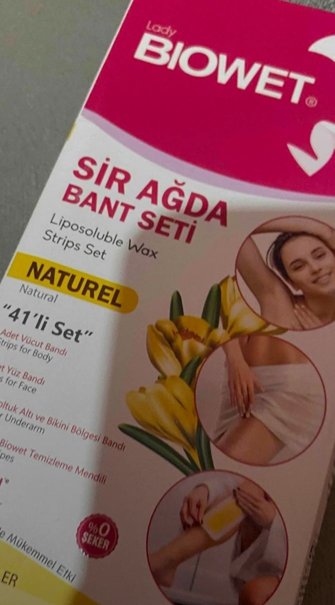 Lady
BIOWET®
SİR AĞDA
BANT SETİ
Liposoluble Wax
Strips Set
NATUREL
Natural
"41'li Set"
Adet Vücut Bandı
Strips for Body
Yüz Bandı
for Face
Koltuk Altı ve Bikini Bölgesi Bandı
Underarm
Biowet Temizleme Mendili
%0
ŞEKER
Mükemmel Etki
LER